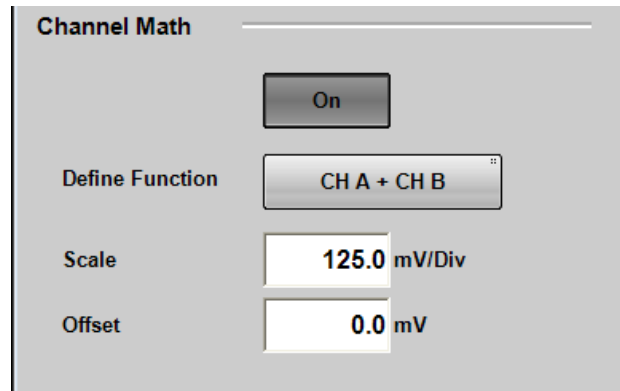 Channel Math
On
Define Function CH A + CH B
Scale 125.0 mV/Div
Offset 0.0 mV